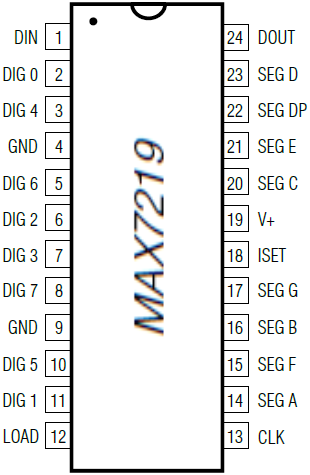 DIN 1 24 DOUT
DIG 0 2 23 SEG D
DIG 4 3 22 SEG DP
GND 4 21 SEG E
DIG 6 5 20 SEG C
DIG 2 6 19 V+
DIG 3 7 18 ISET
DIG 7 8 17 SEG G
GND 9 16 SEG B
DIG 5 10 15 SEG F
DIG 1 11 14 SEG A
LOAD 12 13 CLK
MAX7219